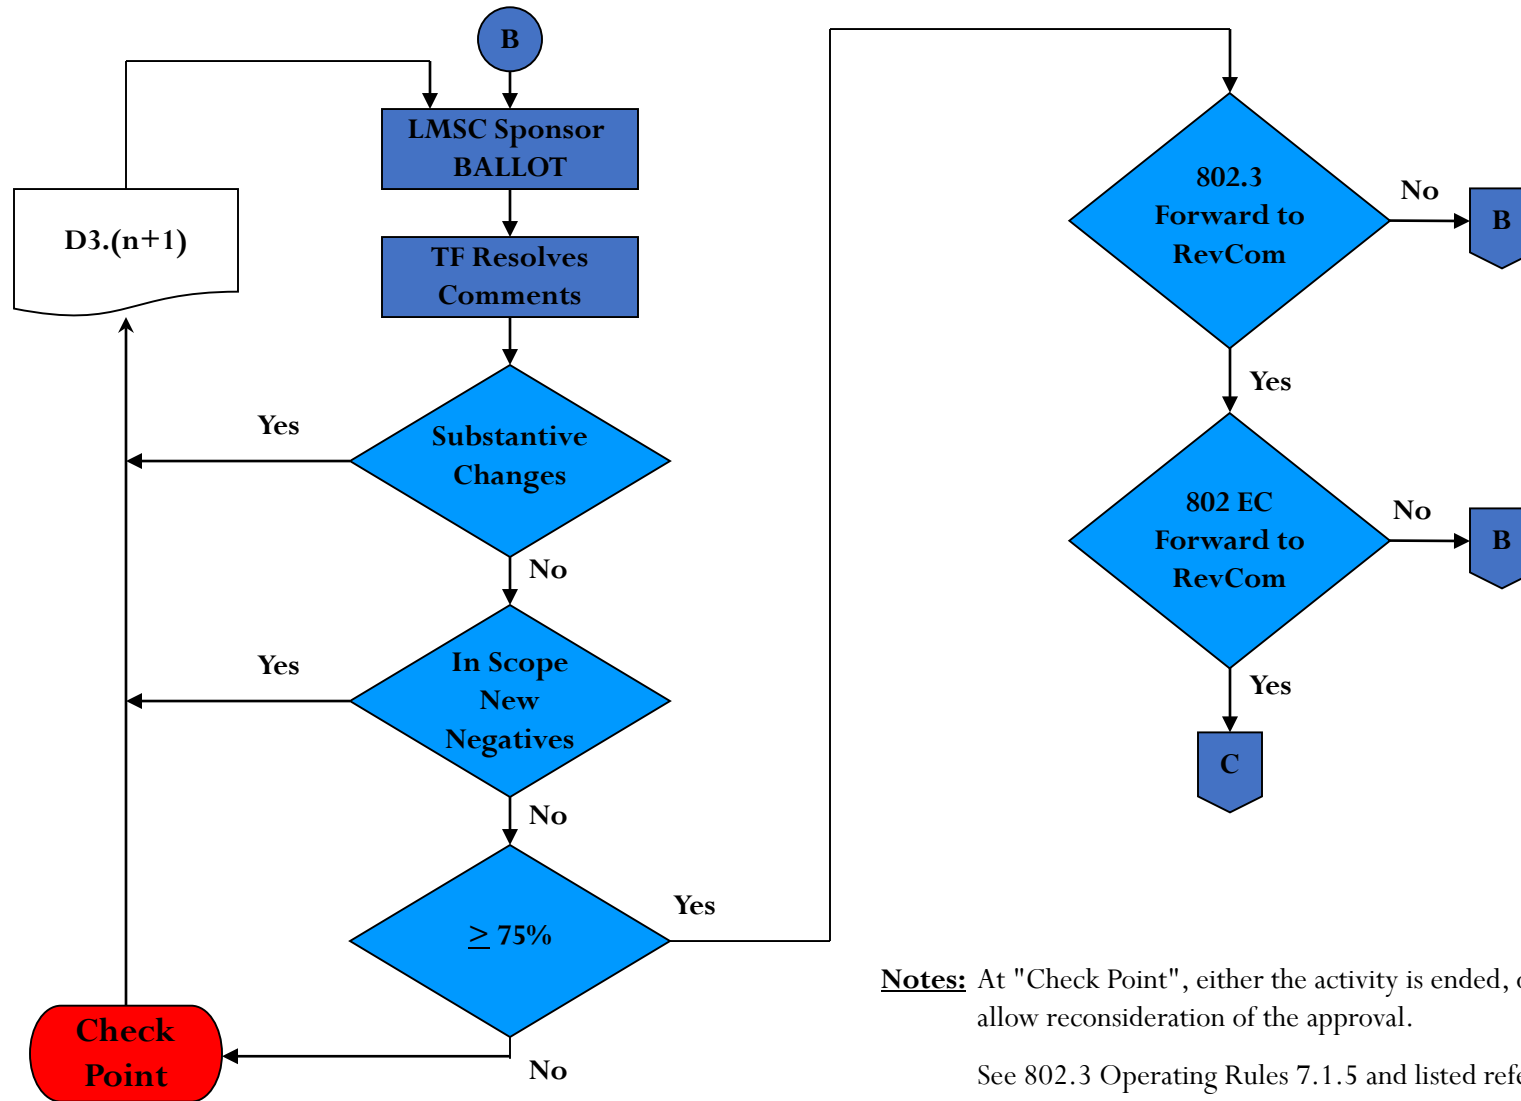 B
LMSC Sponsor
BALLOT
D3.(n+1)
TF Resolves
Comments
Yes
Substantive
Changes
No
Yes
In Scope
New
Negatives
No
≥ 75%
Yes
No
Check
Point
802.3
Forward to
RevCom
No
B
Yes
802 EC
Forward to
RevCom
No
B
Yes
C
Notes: At "Check Point", either the activity is ended,
allow reconsideration of the approval.
See 802.3 Operating Rules 7.1.5 and listed